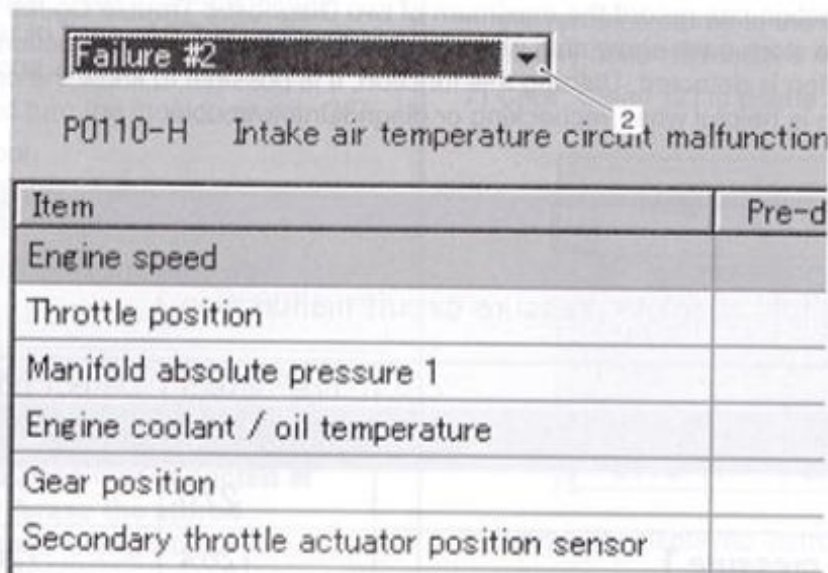 Failure #2
2
P0110-H Intake air temperature circuit malfunction
Item Pre-d
Engine speed
Throttle position
Manifold absolute pressure 1
Engine coolant / oil temperature
Gear position
Secondary throttle actuator position sensor